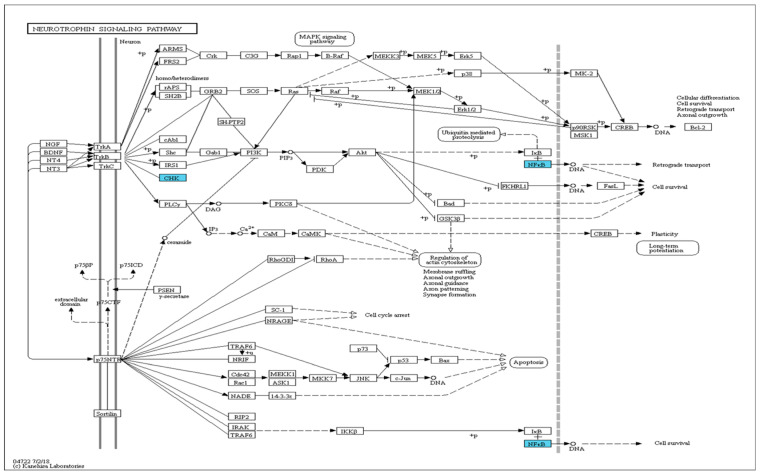 NEUROTROPHIN SIGNALING PATHWAY
Neuron
MAPK signaling
pathway
+p ARMS Crk C3G Rap1 B-Raf MEKK3 +p MEK5 +p Erk5
FRS2
p38 +p MK-2
homo/heterodimers
rAPS GRB2 SOS Ras Raf +p MEK1/2
SH2B
+p Erk1/2
+p p90RSK +p CREB DNA Bcl-2
MSK1
Cellular differentiation
Cell survival
Retrograde transport
Axonal outgrowth
SH-PTP2
Ubiquitin mediated
proteolysis
NGF TrkA cAbl
BDNF TrkB +p Shc Gab1 PI3K PIP3 Akt +p IκB
NT4 TrkC +p IRS1 PDK NFκB DNA Retrograde transport
NT3 CHK
FKHRL1 DNA FasL Cell survival
Bad
+p PLCγ DAG PKCδ
GSK3β
IP3 Ca2+ CaM CaMK CREB Plasticity
ceramide
Long-term
potentiation
RhoGDI RhoA
Regulation of
actin cytoskeleton
Membrane ruffling
Axonal outgrowth
Axonal guidance
Axon patterning
Synapse formation
p75βP p75ICD
PSEN
γ-secretase
extracellular
domain
p75CTF
SC-1 Cell cycle arrest
NRAGE
p75NTR
TRAF6 p73
+u
NRIF p53 Bax Apoptosis
Cdc42 MEKK1 MKK7 JNK c-Jun DNA
Rac1 ASK1
NADE 14-3-3ε
Sortilin
RIP2
IRAK IKKβ +p IκB
TRAF6
NFκB DNA Cell survival
04722 7/2/18
(c) Kanehisa Laboratories